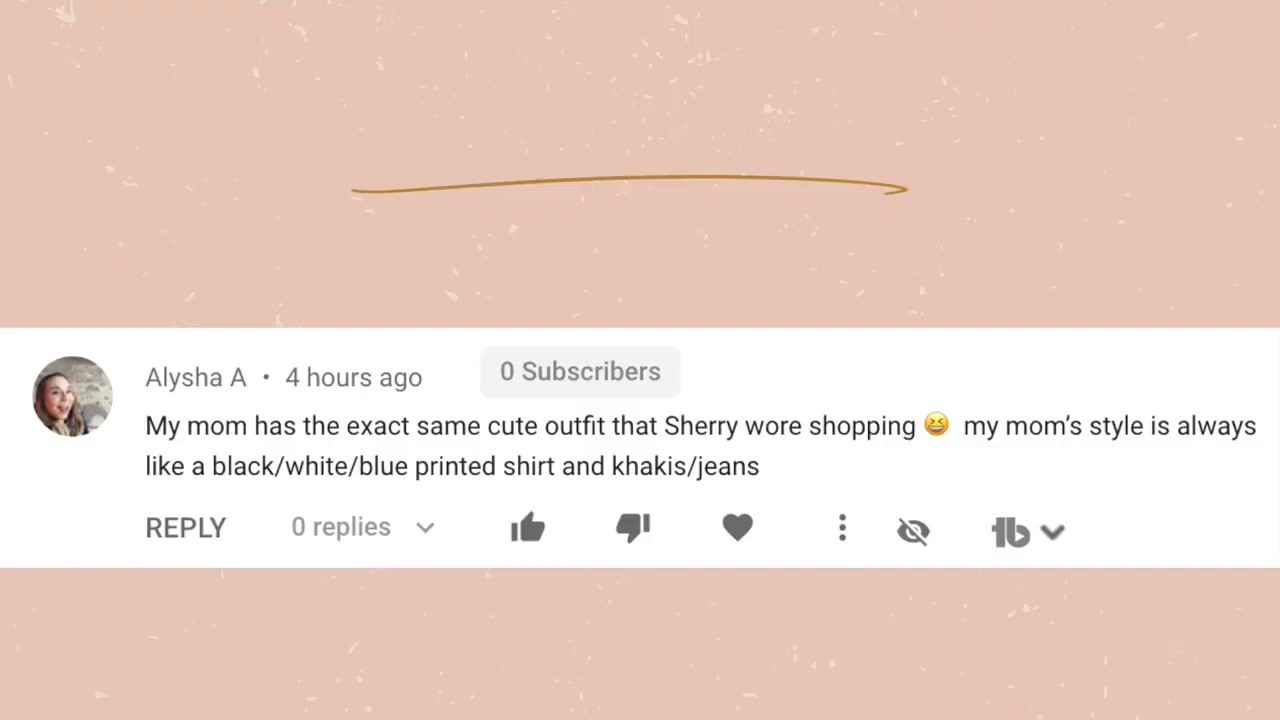 Alysha A • 4 hours ago 0 Subscribers
My mom has the exact same cute outfit that Sherry wore shopping 😆 my mom’s style is always
like a black/white/blue printed shirt and khakis/jeans
REPLY 0 replies
tb